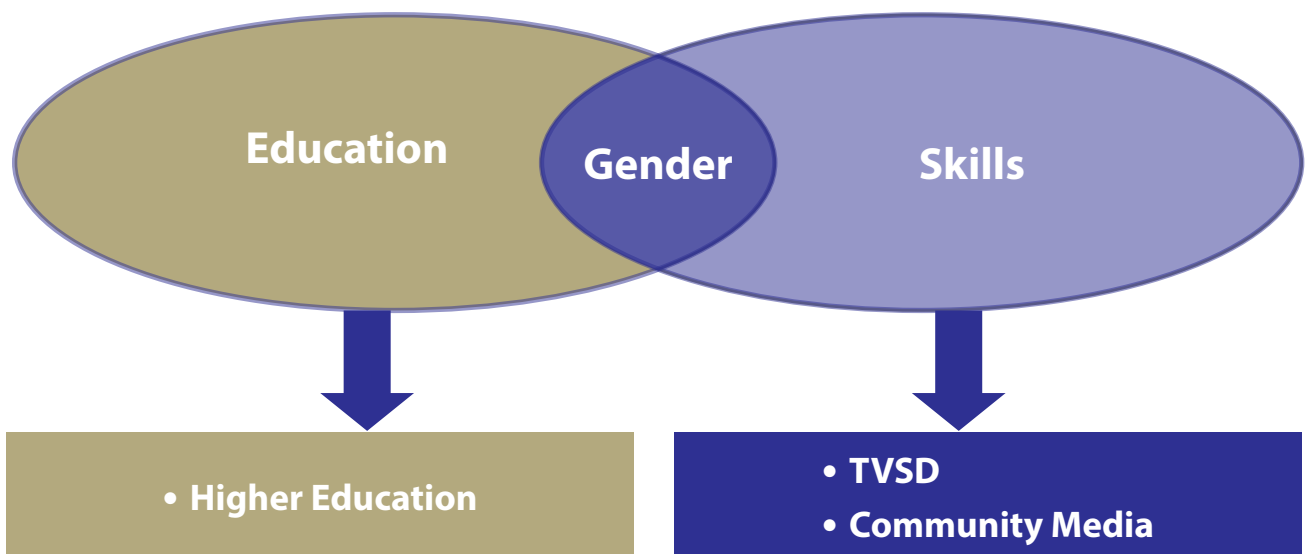 Education
Gender
Skills
• Higher Education
• TVSD
• Community Media